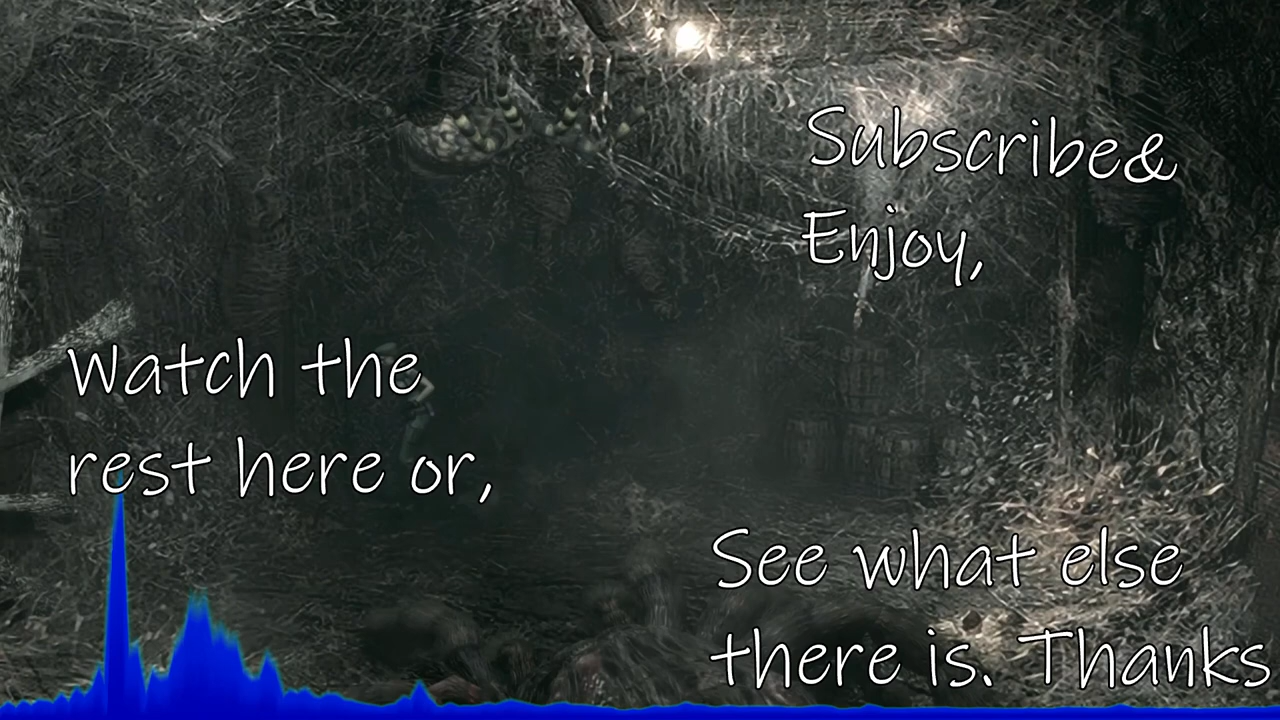 Subscribe&
Enjoy,
Watch the
rest here or,
See what else
there is. Thanks